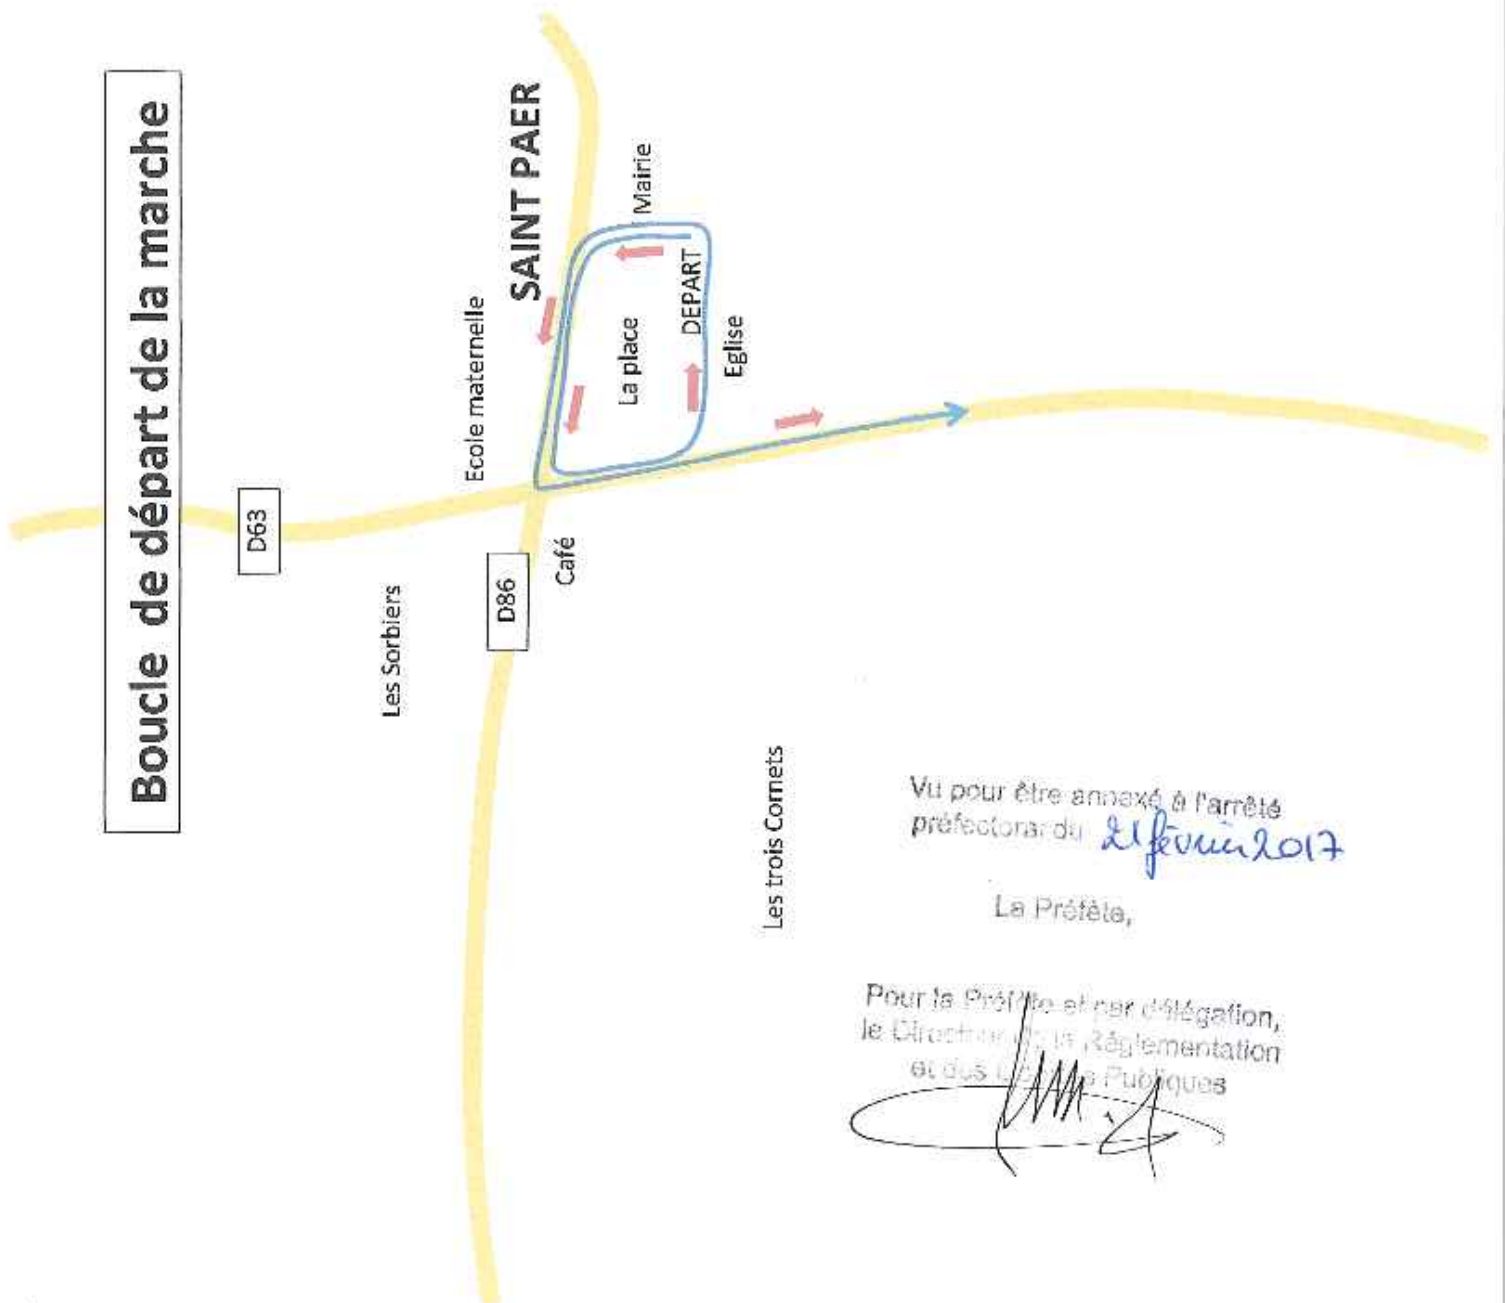 Boucle de départ de la marche
D63
Ecole maternelle
SAINT PAER
Mairie
Les Sorbiers
D86
Café
La place
DEPART
Eglise
Les trois Cornets
Vu pour être annexé à l'arrêté
préfectoral du 21 février 2017
La Préfète,
Pour la Préfète et par délégation,
le Directeur de la Réglementation
et des Publiques